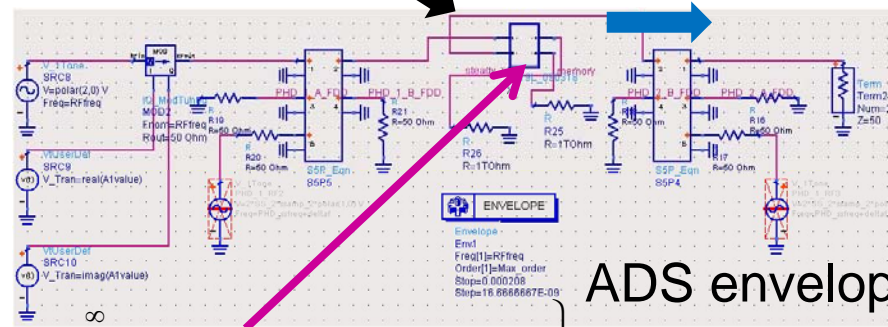 V_1Tone
SRC8
V=polar(2,0) V
Freq=RFfreq
MOD2
Fnom=RFfreq
Rout=50 Ohm
VtUserDef
SRC9
V_Tran=real(A1value)
VtUserDef
SRC10
V_Tran=imag(A1value)
∞
R19
R=50 Ohm
R
R20
R=50 Ohm
PHD_1_A_FDD
PHD_1_B_FDD
R
R21
R=50 Ohm
S5P_Eqn
S5P5
memory
R
R26
R=1TOhm
R
R25
R=1TOhm
ENVELOPE
Envelope
Env1
Freq[1]=RFfreq
Order[1]=Max_order
Stop=0.000208
Step=16.6666667E-09
PHD_2_B_FDD
PHD_2_A_FDD
S5P_Eqn
S5P4
R16
R=50 Ohm
R17
R=50 Ohm
Term
Z=50
ADS envelop